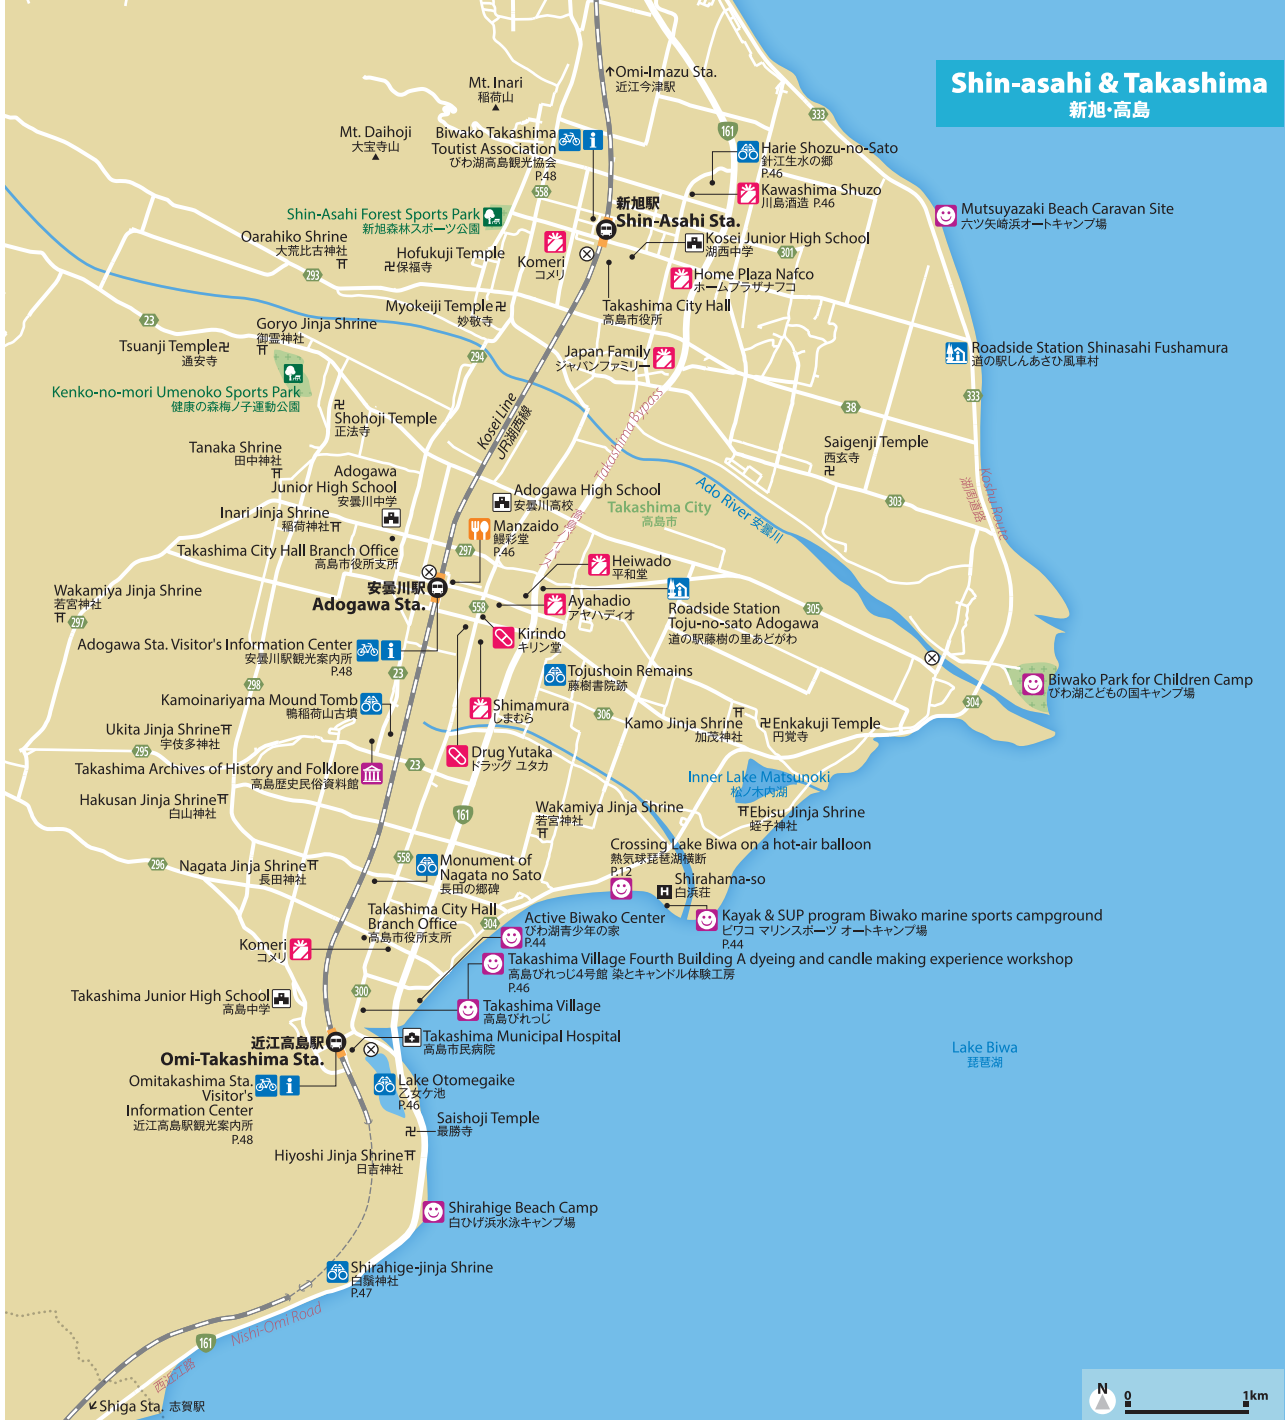 Shin-asahi & Takashima
新旭・高島
↑Omi-Imazu Sta.
近江今津駅
Mt. Inari
稲荷山
333
161
Mt. Daihoji
大宝寺山
Biwako Takashima
Toutist Association
びわ湖高島観光協会
P.48
Harie Shozu-no-Sato
針江生水の郷
P.46
558
Kawashima Shuzo
川島酒造 P.46
新旭駅
Shin-Asahi Sta.
Shin-Asahi Forest Sports Park
新旭森林スポーツ公園
Mutsuyazaki Beach Caravan Site
六ツ矢崎浜オートキャンプ場
Oarahiko Shrine
大荒比古神社
Hofukuji Temple
保福寺
Komeri
コメリ
Kosei Junior High School
湖西中学
301
293
Home Plaza Nafco
ホームプラザナフコ
Myokeiji Temple
妙敬寺
Takashima City Hall
高島市役所
23
Goryo Jinja Shrine
御霊神社
Tsuanji Temple
通安寺
294
Japan Family
ジャパンファミリー
Roadside Station Shinasahi Fushamura
道の駅しんあさひ風車村
Kenko-no-mori Umenoko Sports Park
健康の森梅ノ子運動公園
333
38
Kosei Line
JR湖西線
Takashima Bypass
高島バイパス
Shohoji Temple
正法寺
Saigenji Temple
西玄寺
Tanaka Shrine
田中神社
Adogawa
Junior High School
安曇川中学
Koshu Route
湖周道路
Ado River 安曇川
Adogawa High School
安曇川高校
Takashima City
高島市
303
Inari Jinja Shrine
稲荷神社
Manzaido
鰻彩堂
P.46
Takashima City Hall Branch Office
高島市役所支所
297
Heiwado
平和堂
安曇川駅
Adogawa Sta.
Wakamiya Jinja Shrine
若宮神社
297
558
Ayahadio
アヤハディオ
Roadside Station
Toju-no-sato Adogawa
道の駅藤樹の里あどがわ
305
Kirindo
キリン堂
Adogawa Sta. Visitor's Information Center
安曇川駅観光案内所
P.48
23
Tojushoin Remains
藤樹書院跡
Biwako Park for Children Camp
びわ湖こどもの国キャンプ場
298
Kamoinariyama Mound Tomb
鴨稲荷山古墳
Shimamura
しまむら
306
304
Kamo Jinja Shrine
加茂神社
Enkakuji Temple
円覚寺
Ukita Jinja Shrine
宇伎多神社
295
Drug Yutaka
ドラッグ ユタカ
Takashima Archives of History and Folklore
高島歴史民俗資料館
23
Inner Lake Matsunoki
松ノ木内湖
Hakusan Jinja Shrine
白山神社
161
Wakamiya Jinja Shrine
若宮神社
Ebisu Jinja Shrine
蛭子神社
Crossing Lake Biwa on a hot-air balloon
熱気球琵琶湖横断
P.12
296
Nagata Jinja Shrine
長田神社
558
Monument of
Nagata no Sato
長田の郷碑
H
Shirahama-so
白浜荘
Takashima City Hall
Branch Office
高島市役所支所
304
Active Biwako Center
びわ湖青少年の家
P.44
Kayak & SUP program Biwako marine sports campground
ビワコ マリンスポーツ オートキャンプ場
P.44
Komeri
コメリ
Takashima Village Fourth Building A dyeing and candle making experience workshop
高島びれっじ4号館 染とキャンドル体験工房
P.46
Takashima Junior High School
高島中学
300
Takashima Village
高島びれっじ
近江高島駅
Omi-Takashima Sta.
Takashima Municipal Hospital
高島市民病院
Lake Biwa
琵琶湖
Omitakashima Sta.
Visitor's
Information Center
近江高島駅観光案内所
P.48
Lake Otomegaike
乙女ケ池
P.46
Saishoji Temple
最勝寺
Hiyoshi Jinja Shrine
日吉神社
Shirahige Beach Camp
白ひげ浜水泳キャンプ場
Shirahige-jinja Shrine
白鬚神社
P.47
Nishi-Omi Road
161
西近江路
↙Shiga Sta. 志賀駅
N
0 1km